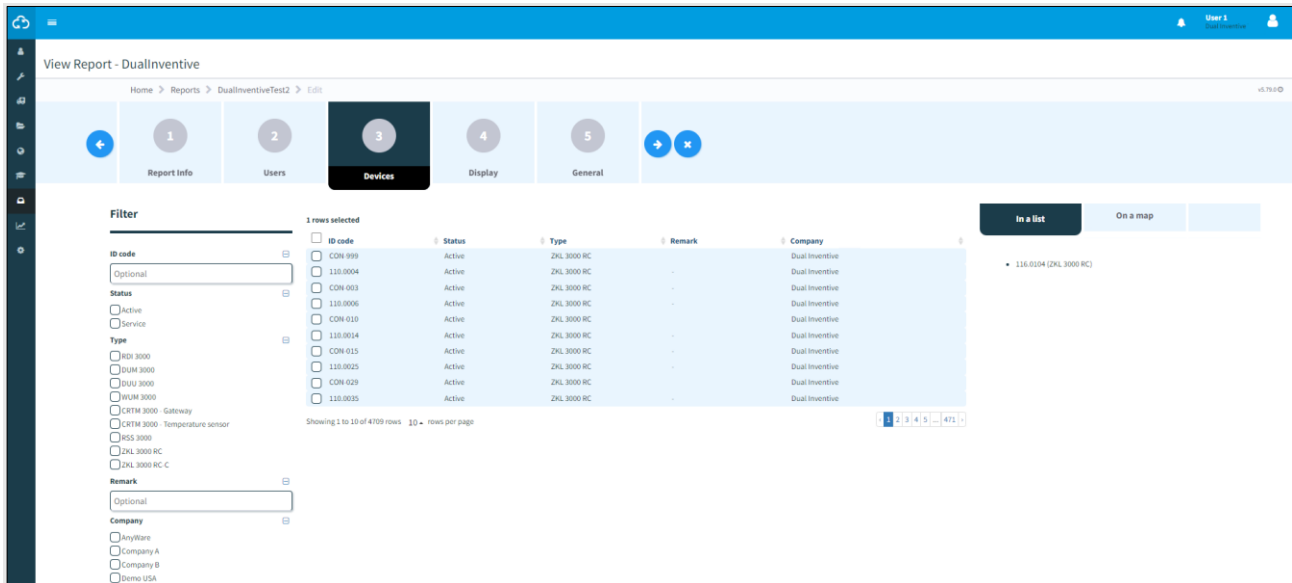 User 1
Dual Inventive
View Report - DualInventive
Home > Reports > DualInventiveTest2 > Edit
v5.79.0
1 Report Info
2 Users
3 Devices
4 Display
5 General
Filter
ID code
Optional
Status
Active
Service
Type
RDI 3000
DUM 3000
DUU 3000
WUM 3000
CRTM 3000 - Gateway
CRTM 3000 - Temperature sensor
RSS 3000
ZKL 3000 RC
ZKL 3000 RC-C
Remark
Optional
Company
AnyWare
Company A
Company B
Demo USA
1 rows selected
ID code Status Type Remark Company
CON-999 Active ZKL 3000 RC Dual Inventive
110.0004 Active ZKL 3000 RC - Dual Inventive
CON-003 Active ZKL 3000 RC - Dual Inventive
110.0006 Active ZKL 3000 RC - Dual Inventive
CON-010 Active ZKL 3000 RC Dual Inventive
110.0014 Active ZKL 3000 RC - Dual Inventive
CON-015 Active ZKL 3000 RC - Dual Inventive
110.0025 Active ZKL 3000 RC - Dual Inventive
CON-029 Active ZKL 3000 RC Dual Inventive
110.0035 Active ZKL 3000 RC - Dual Inventive
Showing 1 to 10 of 4709 rows 10 rows per page
‹ 1 2 3 4 5 ... 471 ›
In a list
On a map
• 116.0104 (ZKL 3000 RC)